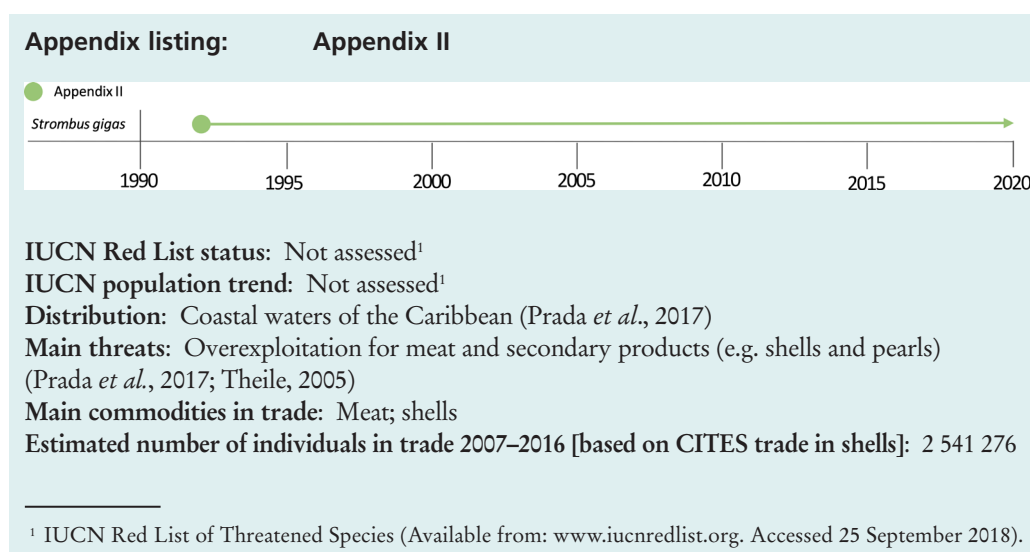 Appendix listing: Appendix II
Appendix II
Strombus gigas
1990 1995 2000 2005 2010 2015 2020
IUCN Red List status: Not assessed¹
IUCN population trend: Not assessed¹
Distribution: Coastal waters of the Caribbean (Prada et al., 2017)
Main threats: Overexploitation for meat and secondary products (e.g. shells and pearls)
(Prada et al., 2017; Theile, 2005)
Main commodities in trade: Meat; shells
Estimated number of individuals in trade 2007–2016 [based on CITES trade in shells]: 2 541 276
¹ IUCN Red List of Threatened Species (Available from: www.iucnredlist.org. Accessed 25 September 2018).